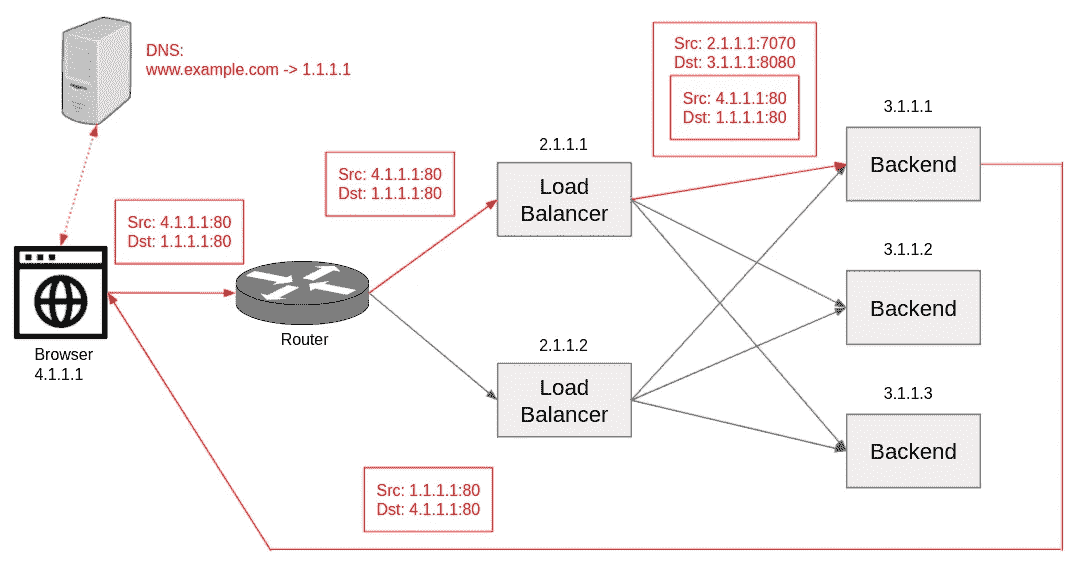 DNS:
www.example.com -> 1.1.1.1
Src: 2.1.1.1:7070
Dst: 3.1.1.1:8080
Src: 4.1.1.1:80
Dst: 1.1.1.1:80
3.1.1.1
Backend
2.1.1.1
Load
Balancer
Src: 4.1.1.1:80
Dst: 1.1.1.1:80
Src: 4.1.1.1:80
Dst: 1.1.1.1:80
3.1.1.2
Backend
Router
Browser
4.1.1.1
2.1.1.2
Load
Balancer
3.1.1.3
Backend
Src: 1.1.1.1:80
Dst: 4.1.1.1:80